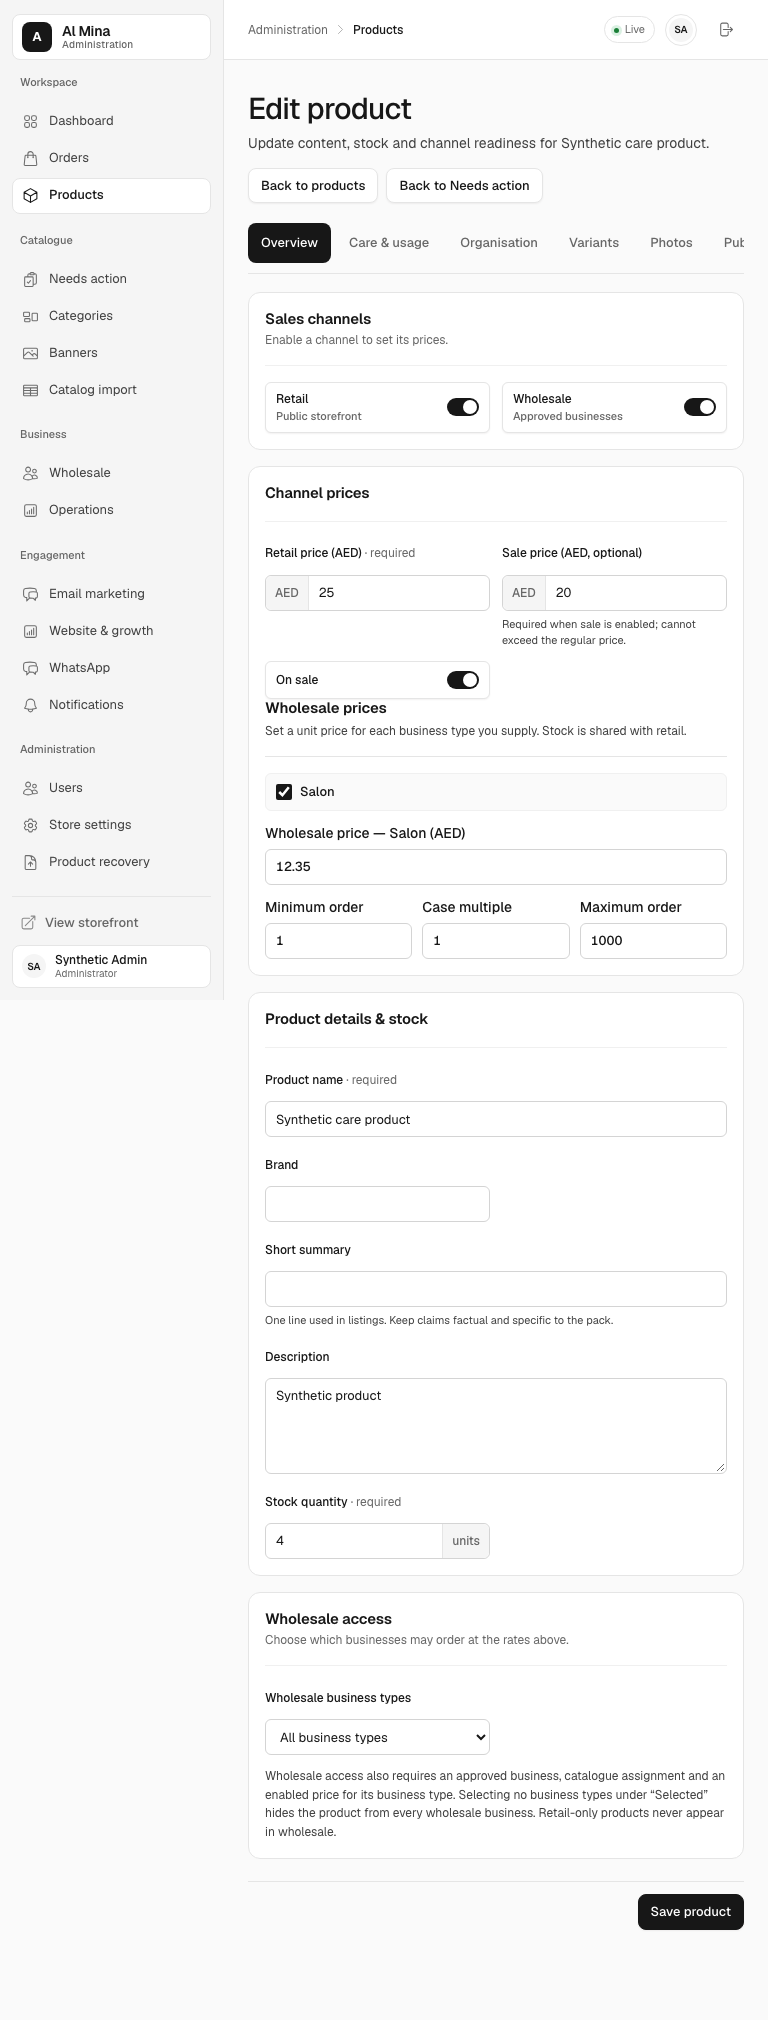 A
Al Mina
Administration
Workspace
Dashboard
Orders
Products
Catalogue
Needs action
Categories
Banners
Catalog import
Business
Wholesale
Operations
Engagement
Email marketing
Website & growth
WhatsApp
Notifications
Administration
Users
Store settings
Product recovery
View storefront
SA
Synthetic Admin
Administrator
Administration
Products
Live
SA
Edit product
Update content, stock and channel readiness for Synthetic care product.
Back to products
Back to Needs action
Overview
Care & usage
Organisation
Variants
Photos
Pub
Sales channels
Enable a channel to set its prices.
Retail
Public storefront
Wholesale
Approved businesses
Channel prices
Retail price (AED) · required
AED
25
Sale price (AED, optional)
AED
20
Required when sale is enabled; cannot
exceed the regular price.
On sale
Wholesale prices
Set a unit price for each business type you supply. Stock is shared with retail.
Salon
Wholesale price — Salon (AED)
12.35
Minimum order
Case multiple
Maximum order
1
1
1000
Product details & stock
Product name · required
Synthetic care product
Brand
Short summary
One line used in listings. Keep claims factual and specific to the pack.
Description
Synthetic product
Stock quantity · required
4
units
Wholesale access
Choose which businesses may order at the rates above.
Wholesale business types
All business types
Wholesale access also requires an approved business, catalogue assignment and an
enabled price for its business type. Selecting no business types under “Selected”
hides the product from every wholesale business. Retail-only products never appear
in wholesale.
Save product